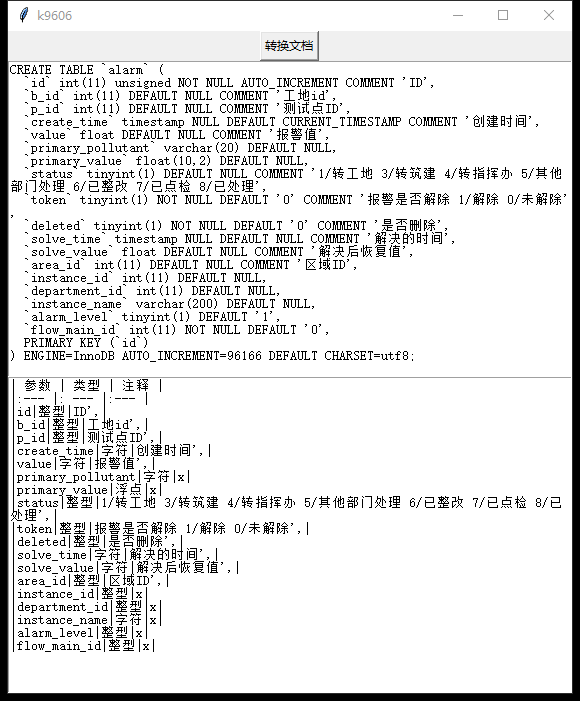 k9606
转换文档
CREATE TABLE `alarm` (
  `id` int(11) unsigned NOT NULL AUTO_INCREMENT COMMENT 'ID',
  `b_id` int(11) DEFAULT NULL COMMENT '工地id',
  `p_id` int(11) DEFAULT NULL COMMENT '测试点ID',
  `create_time` timestamp NULL DEFAULT CURRENT_TIMESTAMP COMMENT '创建时间',
  `value` float DEFAULT NULL COMMENT '报警值',
  `primary_pollutant` varchar(20) DEFAULT NULL,
  `primary_value` float(10,2) DEFAULT NULL,
  `status` tinyint(1) DEFAULT NULL COMMENT '1/转工地 3/转筑建 4/转指挥办 5/其他
部门处理 6/已整改 7/已点检 8/已处理',
  `token` tinyint(1) NOT NULL DEFAULT '0' COMMENT '报警是否解除 1/解除 0/未解除'
,
  `deleted` tinyint(1) NOT NULL DEFAULT '0' COMMENT '是否删除',
  `solve_time` timestamp NULL DEFAULT NULL COMMENT '解决的时间',
  `solve_value` float DEFAULT NULL COMMENT '解决后恢复值',
  `area_id` int(11) DEFAULT NULL COMMENT '区域ID',
  `instance_id` int(11) DEFAULT NULL,
  `department_id` int(11) DEFAULT NULL,
  `instance_name` varchar(200) DEFAULT NULL,
  `alarm_level` tinyint(1) DEFAULT '1',
  `flow_main_id` int(11) NOT NULL DEFAULT '0',
  PRIMARY KEY (`id`)
) ENGINE=InnoDB AUTO_INCREMENT=96166 DEFAULT CHARSET=utf8;
| 参数 | 类型 | 注释 |
|:--- |: --- |:--- |
|id|整型|ID',|
|b_id|整型|工地id',|
|p_id|整型|测试点ID',|
|create_time|字符|创建时间',|
|value|字符|报警值',|
|primary_pollutant|字符|x|
|primary_value|浮点|x|
|status|整型|1/转工地 3/转筑建 4/转指挥办 5/其他部门处理 6/已整改 7/已点检 8/已
处理',|
|token|整型|报警是否解除 1/解除 0/未解除',|
|deleted|整型|是否删除',|
|solve_time|字符|解决的时间',|
|solve_value|字符|解决后恢复值',|
|area_id|整型|区域ID',|
|instance_id|整型|x|
|department_id|整型|x|
|instance_name|字符|x|
|alarm_level|整型|x|
|flow_main_id|整型|x|